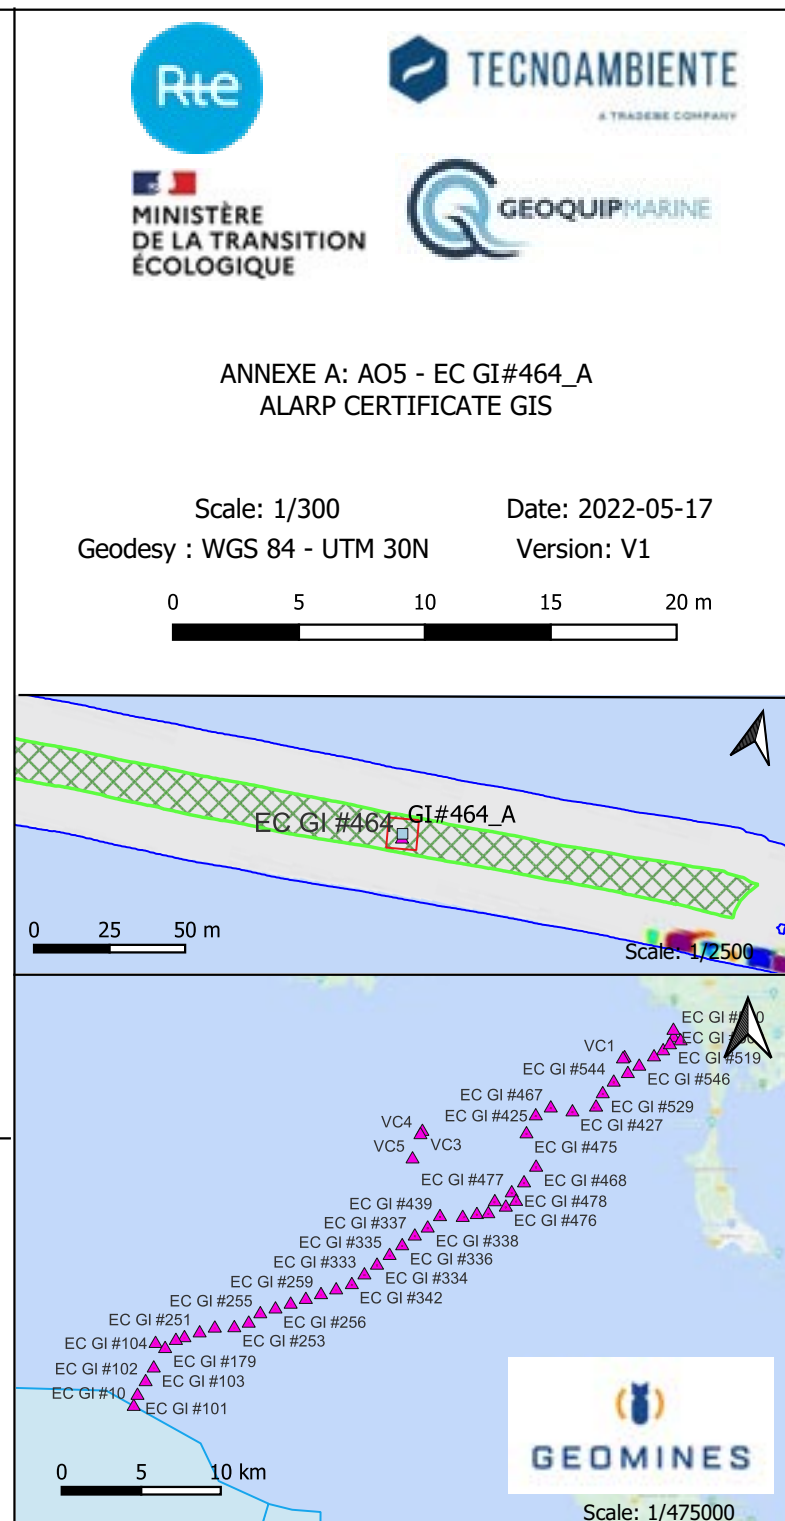 Rte
TECNOAMBIENTE
A TRADEBE COMPANY
MINISTÈRE
DE LA TRANSITION
ÉCOLOGIQUE
GEOQUIPMARINE
ANNEXE A: AO5 - EC GI#464_A
ALARP CERTIFICATE GIS
Scale: 1/300
Date: 2022-05-17
Geodesy : WGS 84 - UTM 30N
Version: V1
0 5 10 15 20 m
GI#464_A
EC GI #464
0 25 50 m
Scale: 1/2500
EC GI
VC1
EC GI #519
EC GI #544
EC GI #546
EC GI #467
EC GI #529
EC GI #425
EC GI #427
VC4
VC3
EC GI #475
VC5
EC GI #477
EC GI #468
EC GI #439
EC GI #478
EC GI #337
EC GI #476
EC GI #335
EC GI #338
EC GI #333
EC GI #336
EC GI #259
EC GI #334
EC GI #255
EC GI #342
EC GI #251
EC GI #256
EC GI #104
EC GI #253
EC GI #102
EC GI #179
EC GI #103
EC GI #10
EC GI #101
0 5 10 km
GEOMINES
Scale: 1/475000